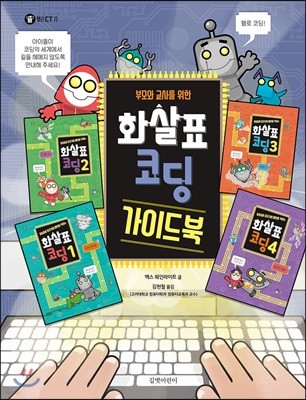 아이들이
코딩의 세계에서
길을 헤매지 않도록
안내해 주세요!
헬로 코딩!
부모와 교사를 위한
화살표
코딩
가이드북
화살표
코딩2
화살표
코딩3
화살표
코딩1
화살표
코딩4
맥스 웨인라이트 글
김현철 옮김
(고려대학교 컴퓨터학과·컴퓨터교육과 교수)
길벗어린이